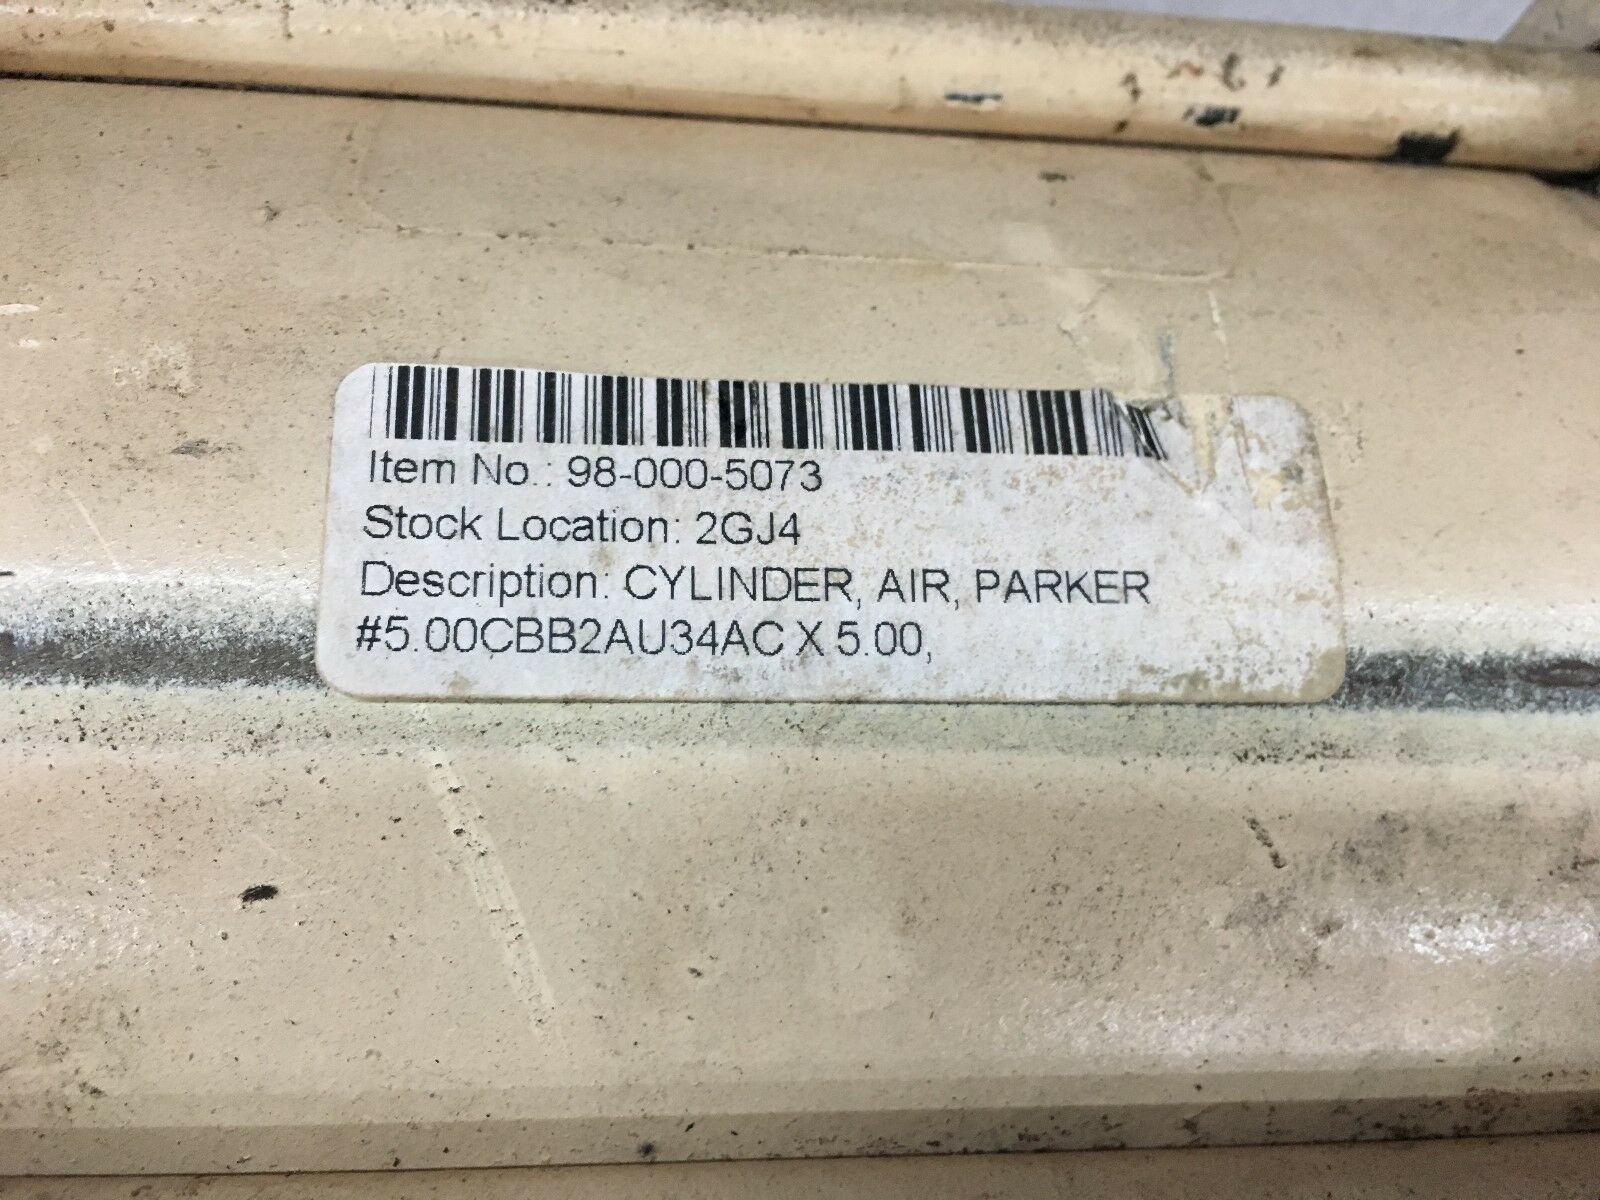 Item No.: 98-000-5073
Stock Location: 2GJ4
Description: CYLINDER, AIR, PARKER
#5.00CBB2AU34AC X 5.00,